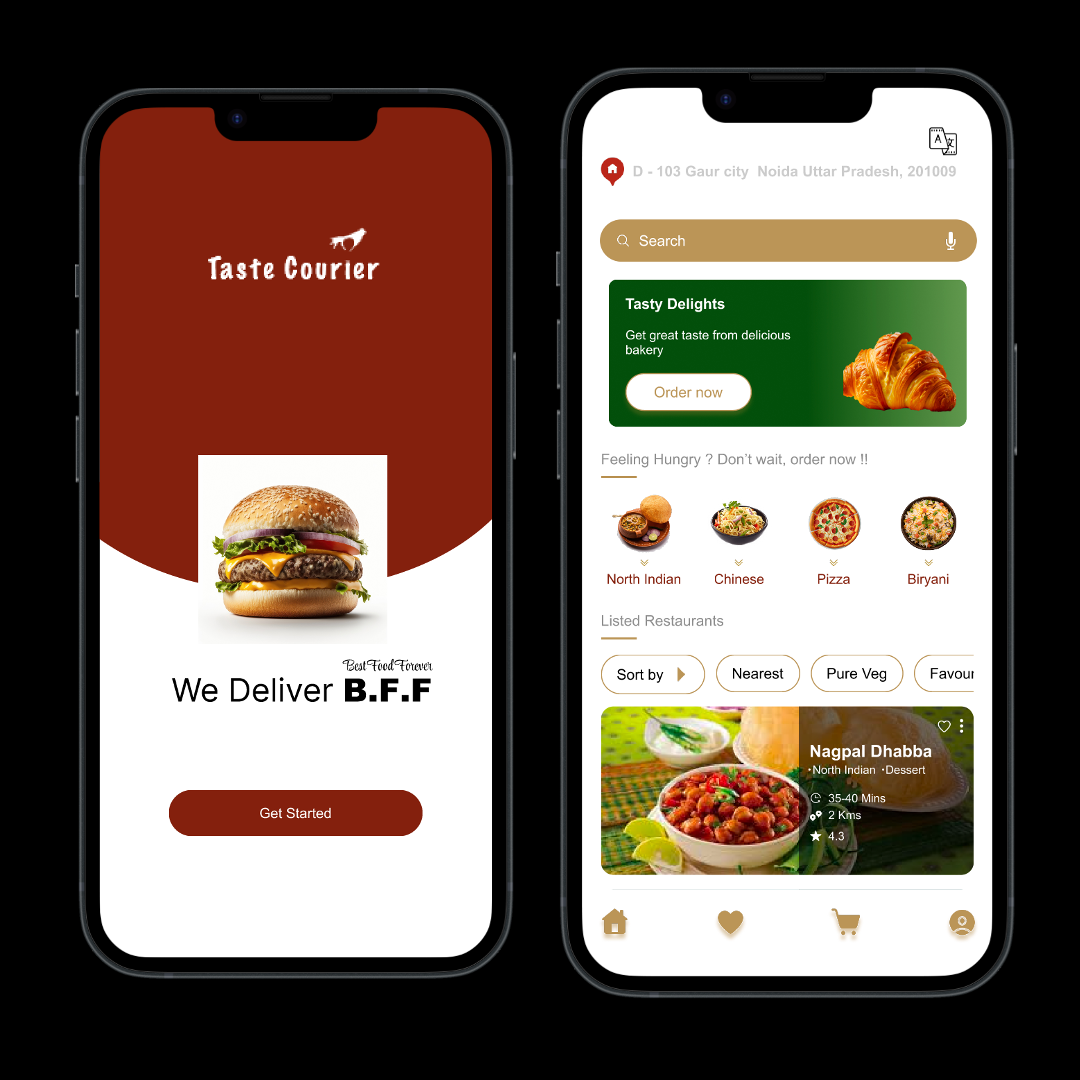 Taste Courier
Best Food Forever
We Deliver B.F.F
Get Started
A 文
D - 103 Gaur city Noida Uttar Pradesh, 201009
Search
Tasty Delights
Get great taste from delicious
bakery
Order now
Feeling Hungry ? Don't wait, order now !!
North Indian
Chinese
Pizza
Biryani
Listed Restaurants
Sort by
Nearest
Pure Veg
Favour
Nagpal Dhabba
•North Indian •Dessert
35-40 Mins
2 Kms
4.3